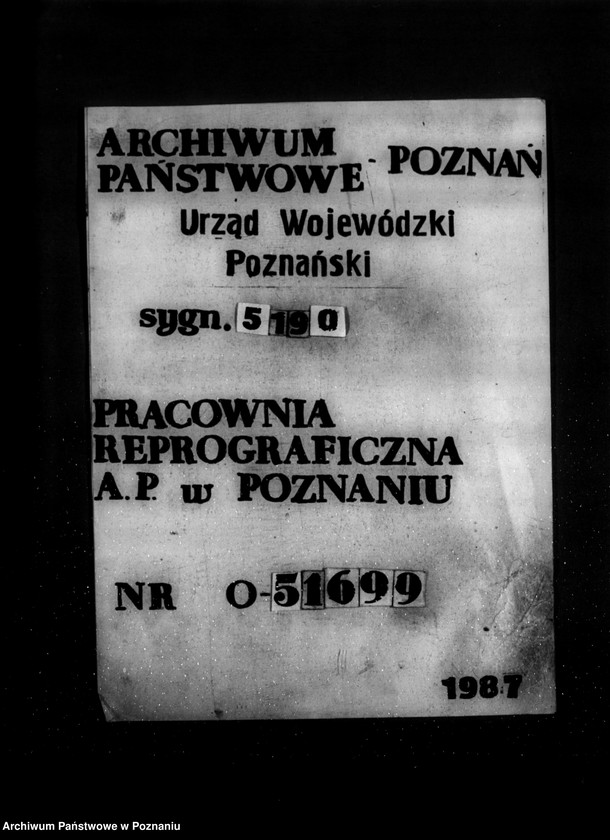 ARCHIWUM
PAŃSTWOWE - POZNAŃ
Urząd Wojewódzki
Poznański
sygn. 5190
PRACOWNIA
REPROGRAFICZNA
A.P. w POZNANIU
NR O-51699
1987
Archiwum Państwowe w Poznaniu